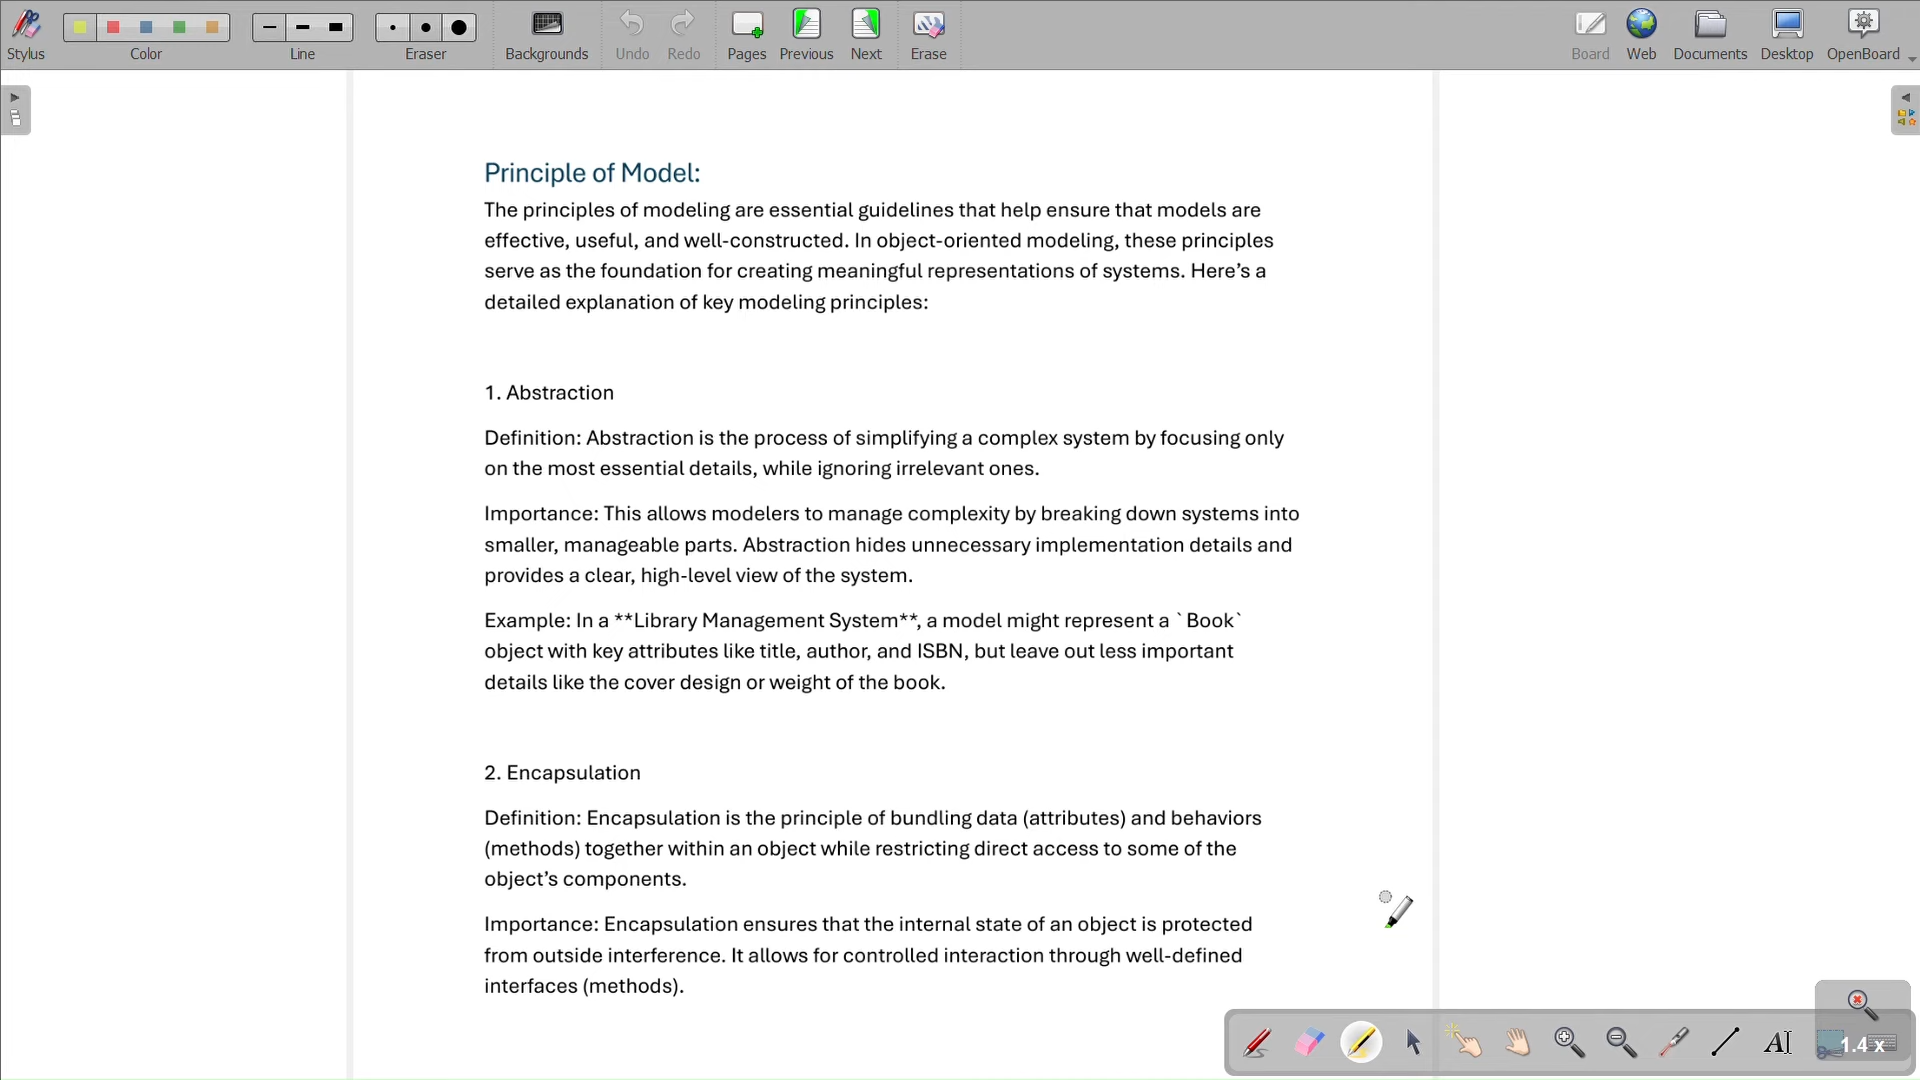 Stylus
Color
Line
Eraser
Backgrounds
Undo
Redo
Pages
Previous
Next
Erase
Board
Web
Documents
Desktop
OpenBoard
Principle of Model:
The principles of modeling are essential guidelines that help ensure that models are
effective, useful, and well-constructed. In object-oriented modeling, these principles
serve as the foundation for creating meaningful representations of systems. Here’s a
detailed explanation of key modeling principles:
1. Abstraction
Definition: Abstraction is the process of simplifying a complex system by focusing only
on the most essential details, while ignoring irrelevant ones.
Importance: This allows modelers to manage complexity by breaking down systems into
smaller, manageable parts. Abstraction hides unnecessary implementation details and
provides a clear, high-level view of the system.
Example: In a **Library Management System**, a model might represent a `Book`
object with key attributes like title, author, and ISBN, but leave out less important
details like the cover design or weight of the book.
2. Encapsulation
Definition: Encapsulation is the principle of bundling data (attributes) and behaviors
(methods) together within an object while restricting direct access to some of the
object’s components.
Importance: Encapsulation ensures that the internal state of an object is protected
from outside interference. It allows for controlled interaction through well-defined
interfaces (methods).
AI
1.4 x